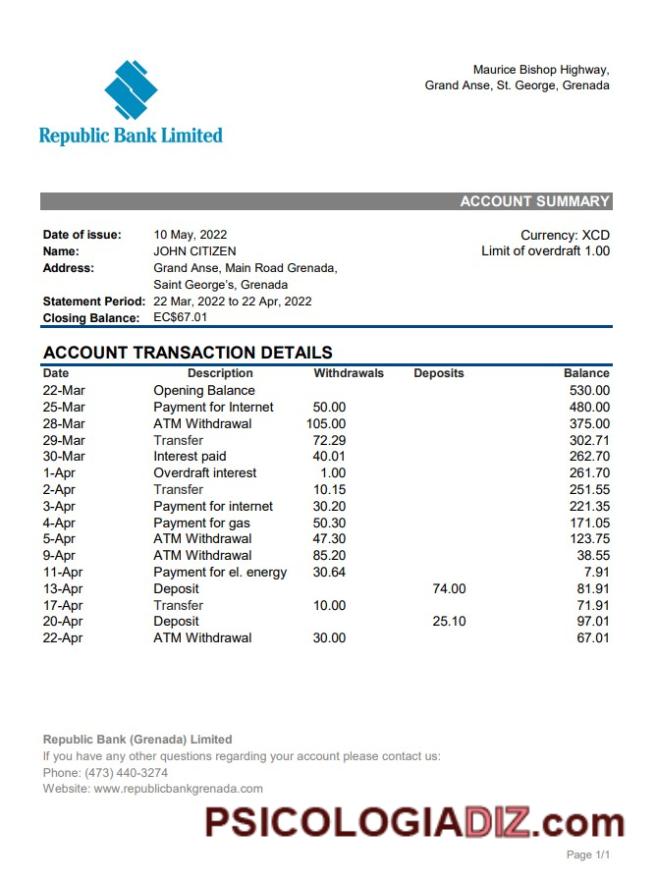 Maurice Bishop Highway,
Grand Anse, St. George, Grenada
Republic Bank Limited
ACCOUNT SUMMARY
Date of issue: 10 May, 2022
Currency: XCD
Name: JOHN CITIZEN
Limit of overdraft 1.00
Address: Grand Anse, Main Road Grenada,
Saint George's, Grenada
Statement Period: 22 Mar, 2022 to 22 Apr, 2022
Closing Balance: EC$67.01
ACCOUNT TRANSACTION DETAILS
Date Description Withdrawals Deposits Balance
22-Mar Opening Balance 530.00
25-Mar Payment for Internet 50.00 480.00
28-Mar ATM Withdrawal 105.00 375.00
29-Mar Transfer 72.29 302.71
30-Mar Interest paid 40.01 262.70
1-Apr Overdraft interest 1.00 261.70
2-Apr Transfer 10.15 251.55
3-Apr Payment for internet 30.20 221.35
4-Apr Payment for gas 50.30 171.05
5-Apr ATM Withdrawal 47.30 123.75
9-Apr ATM Withdrawal 85.20 38.55
11-Apr Payment for el. energy 30.64 7.91
13-Apr Deposit 74.00 81.91
17-Apr Transfer 10.00 71.91
20-Apr Deposit 25.10 97.01
22-Apr ATM Withdrawal 30.00 67.01
Republic Bank (Grenada) Limited
If you have any other questions regarding your account please contact us:
Phone: (473) 440-3274
Website: www.republicbankgrenada.com
PSICOLOGIADIZ.com
Page 1/1